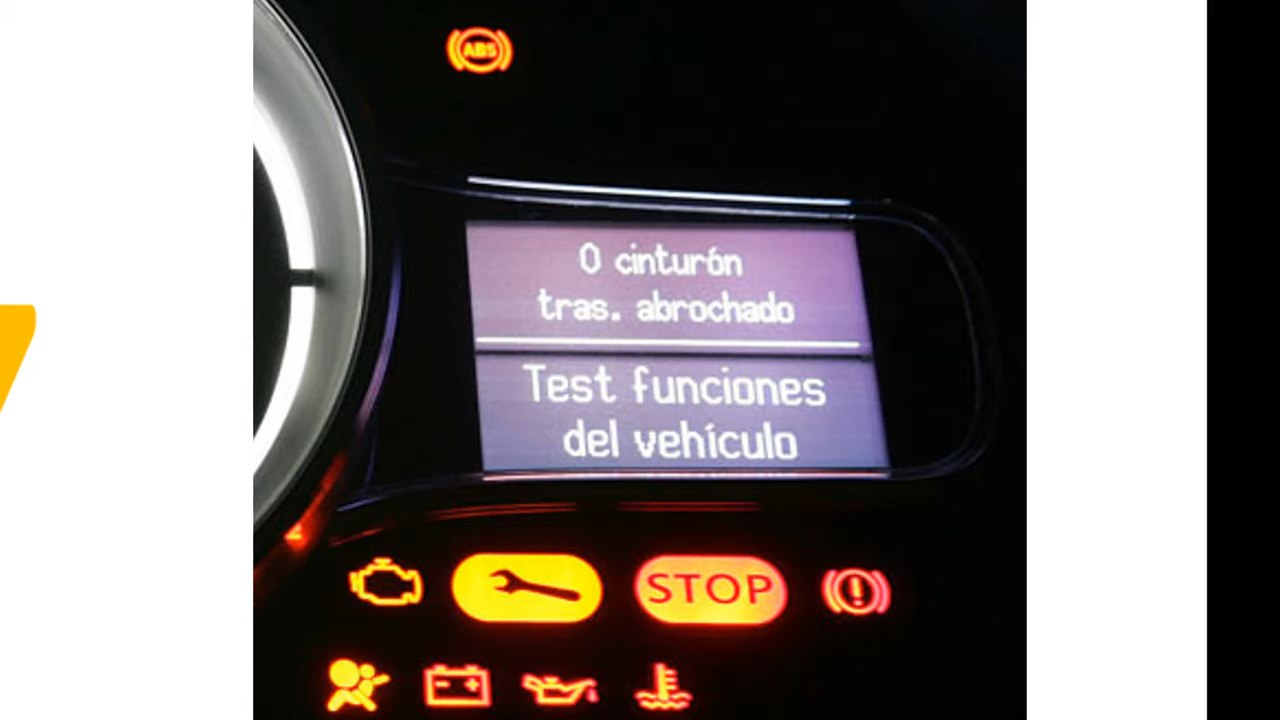 ABS
0 cinturón
tras. abrochado
Test funciones
del vehículo
STOP